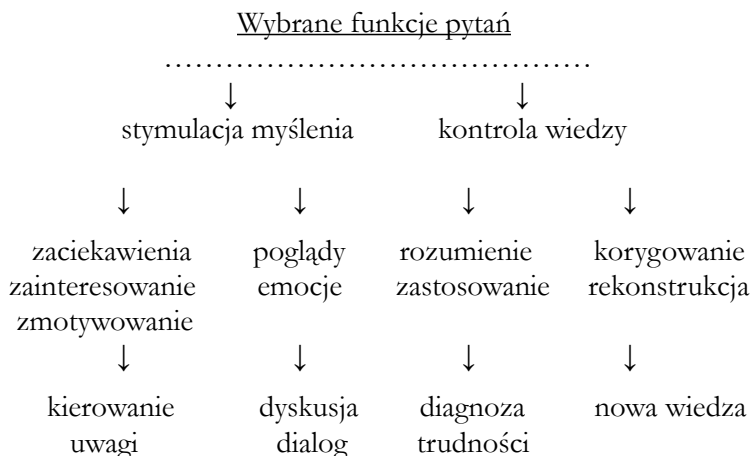 Wybrane funkcje pytań
……………………………………
↓ ↓
stymulacja myślenia kontrola wiedzy
↓ ↓ ↓ ↓
zaciekawienia poglądy rozumienie korygowanie
zainteresowanie emocje zastosowanie rekonstrukcja
zmotywowanie
↓ ↓ ↓ ↓
kierowanie dyskusja diagnoza nowa wiedza
uwagi dialog trudności